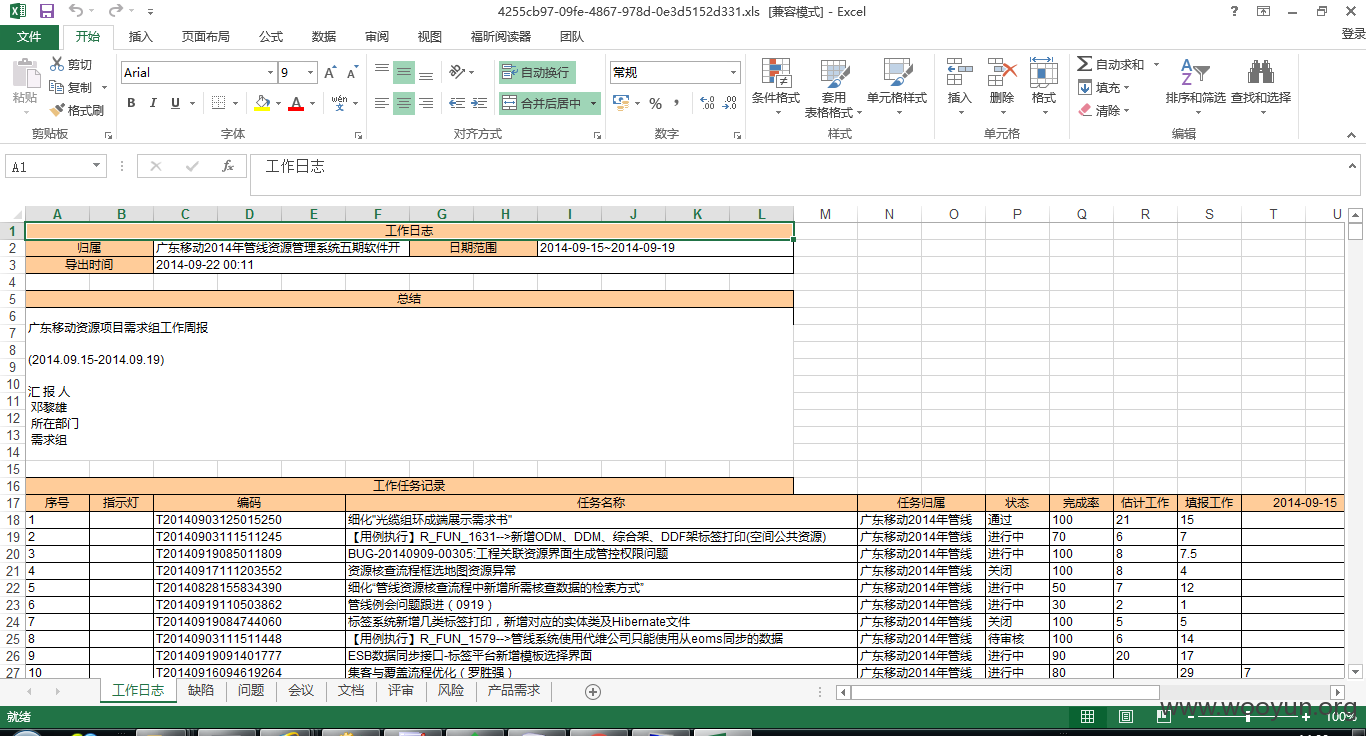 4255cb97-09fe-4867-978d-0e3d5152d331.xls [兼容模式] - Excel
文件 开始 插入 页面布局 公式 数据 审阅 视图 福昕阅读器 团队 登录
粘贴 剪切 复制 格式刷 剪贴板
Arial 9 A A B I U A wén 文 字体
自动换行 合并后居中 对齐方式
常规 % , 数字
条件格式 套用 表格格式 单元格样式 样式
插入 删除 格式 单元格
自动求和 填充 清除 排序和筛选 查找和选择 编辑
A1 fx 工作日志
A B C D E F G H I J K L M N O P Q R S T U
1 工作日志
2 归属 广东移动2014年管线资源管理系统五期软件开 日期范围 2014-09-15~2014-09-19
3 导出时间 2014-09-22 00:11
4
5 总结
6
7 广东移动资源项目需求组工作周报
8
9 (2014.09.15-2014.09.19)
10
11 汇 报 人
12 邓黎雄
13 所在部门
14 需求组
15
16 工作任务记录
17 序号 指示灯 编码 任务名称 任务归属 状态 完成率 估计工作 填报工作 2014-09-15
18 1 T20140903125015250 细化"光缆组环成端展示需求书" 广东移动2014年管线 通过 100 21 15
19 2 T20140903111511245 【用例执行】R_FUN_1631-->新增ODM、DDM、综合架、DDF架标签打印(空间公共资源) 广东移动2014年管线 进行中 70 6 7
20 3 T20140919085011809 BUG-20140909-00305:工程关联资源界面生成管控权限问题 广东移动2014年管线 进行中 100 8 7.5
21 4 T20140917111203552 资源核查流程框选地图资源异常 广东移动2014年管线 关闭 100 8 4
22 5 T20140828155834390 细化“管线资源核查流程中新增所需核查数据的检索方式” 广东移动2014年管线 进行中 50 7 12
23 6 T20140919110503862 管线例会问题跟进（0919） 广东移动2014年管线 进行中 30 2 1
24 7 T20140919084744060 标签系统新增几类标签打印，新增对应的实体类及Hibernate文件 广东移动2014年管线 关闭 100 5 5
25 8 T20140903111511448 【用例执行】R_FUN_1579-->管线系统使用代维公司只能使用从eoms同步的数据 广东移动2014年管线 待审核 100 6 14
26 9 T20140919091401777 ESB数据同步接口-标签平台新增模板选择界面 广东移动2014年管线 进行中 90 20 17
27 10 T20140916094619264 集客与覆盖流程优化（罗胜强） 广东移动2014年管线 进行中 80 29 7
工作日志 缺陷 问题 会议 文档 评审 风险 产品需求
就绪 100%
www.wooyun.org